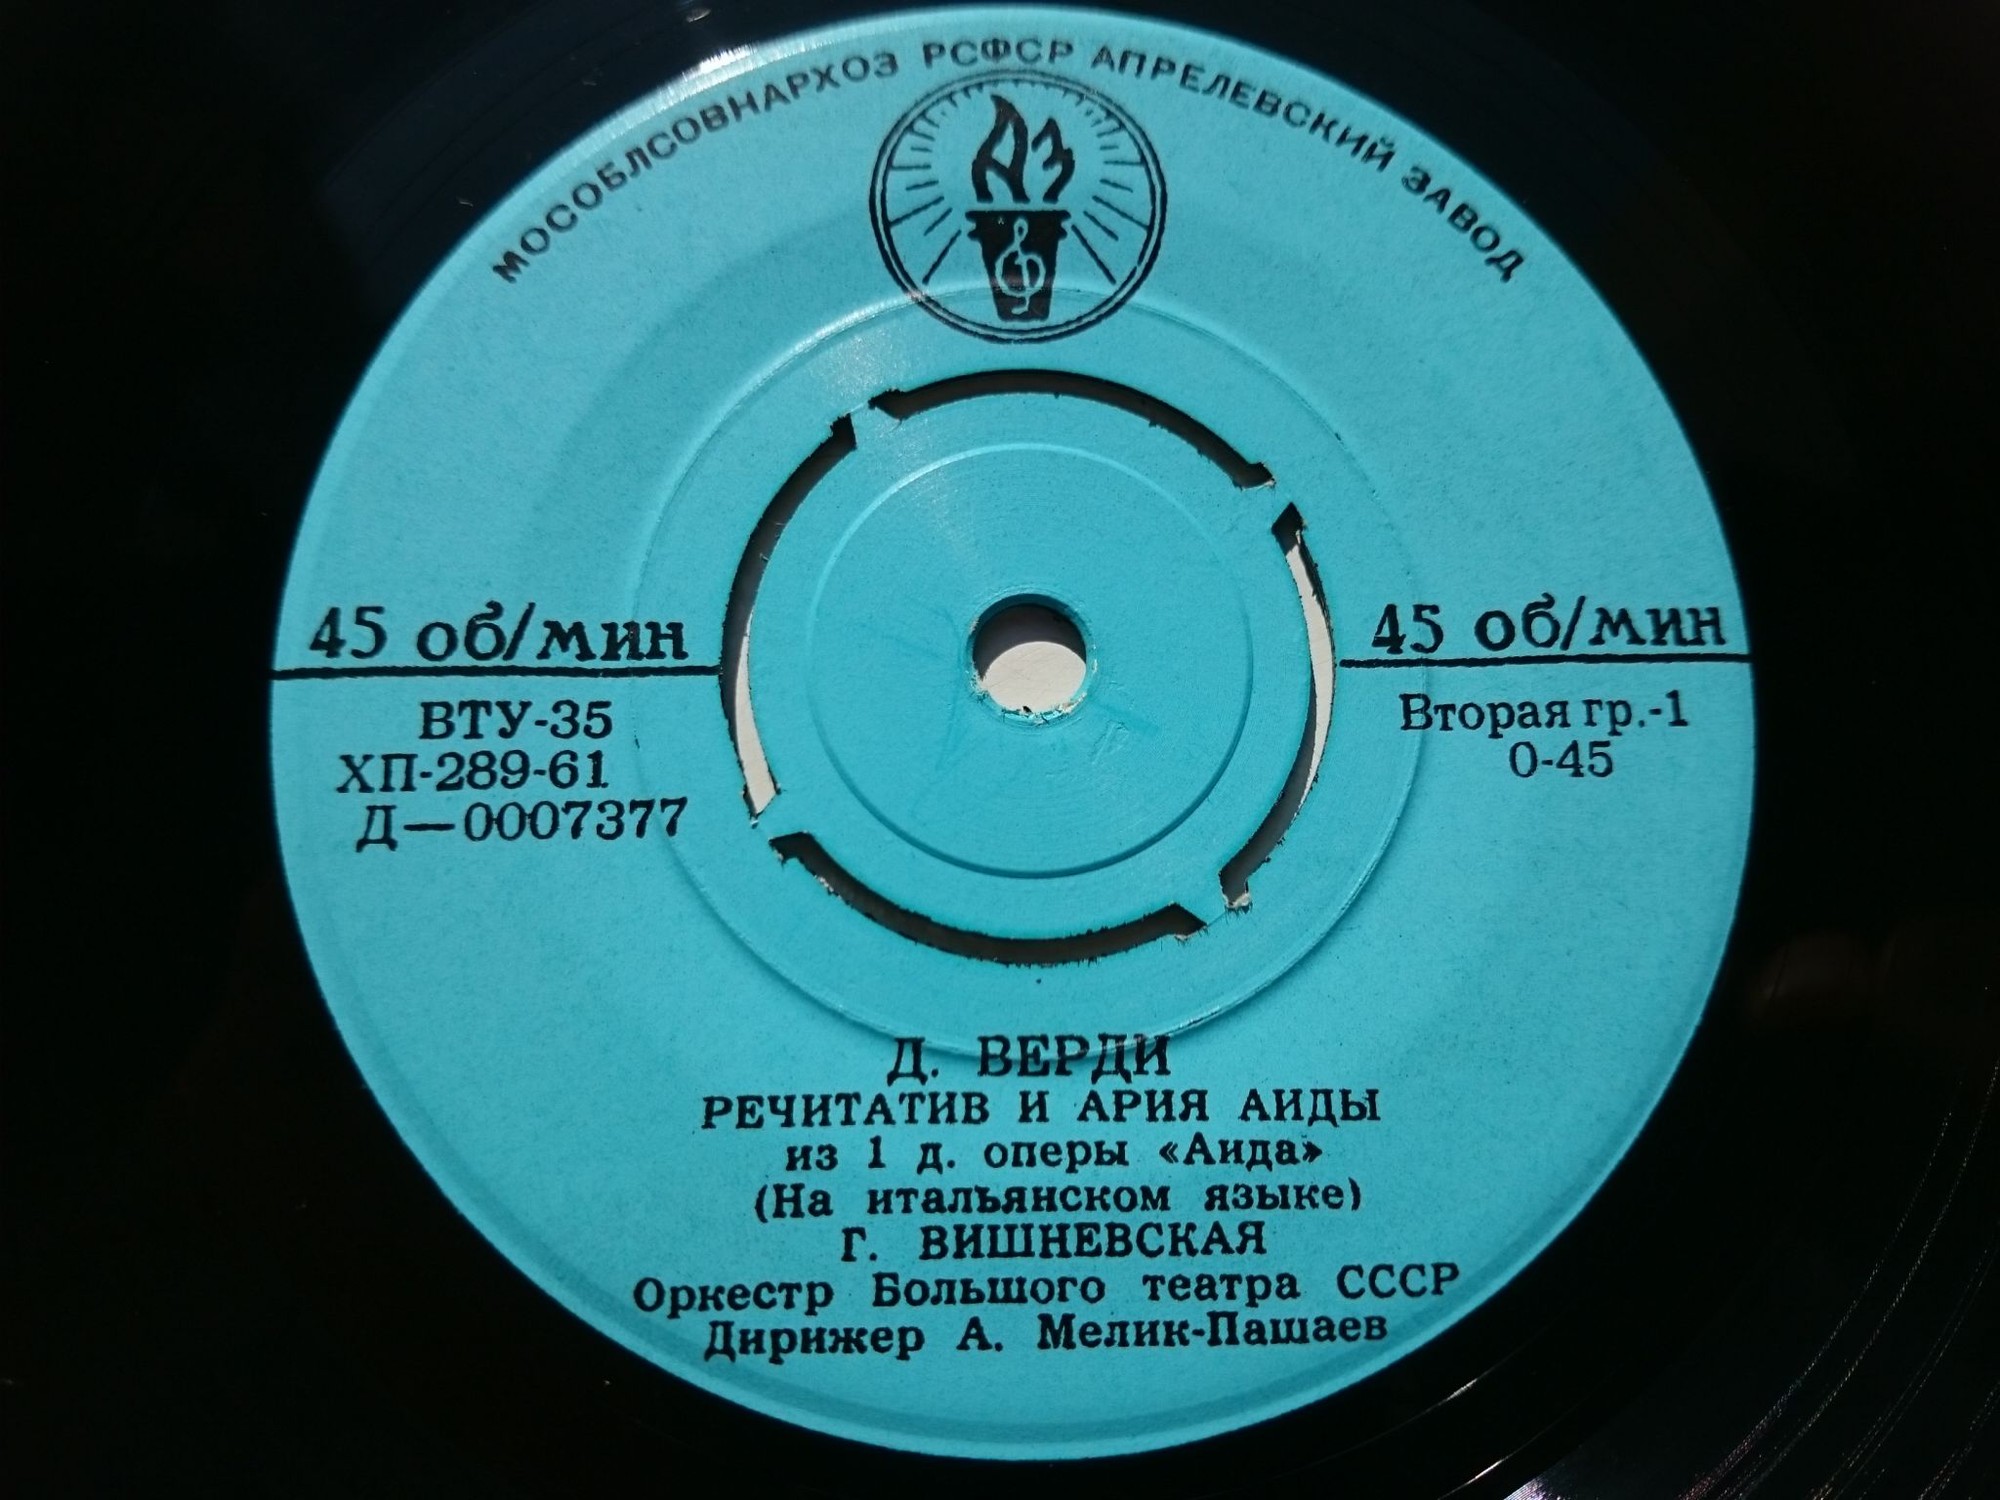 МОСОБЛСОВНАРХОЗ РСФСР АПРЕЛЕВСКИЙ ЗАВОД
АЗ
45 об/мин
45 об/мин
ВТУ-35
ХП-289-61
Д—0007377
Вторая гр.-1
0-45
Д. ВЕРДИ
РЕЧИТАТИВ И АРИЯ АИДЫ
из 1 д. оперы «Аида»
(На итальянском языке)
Г. ВИШНЕВСКАЯ
Оркестр Большого театра СССР
Дирижер А. Мелик-Пашаев